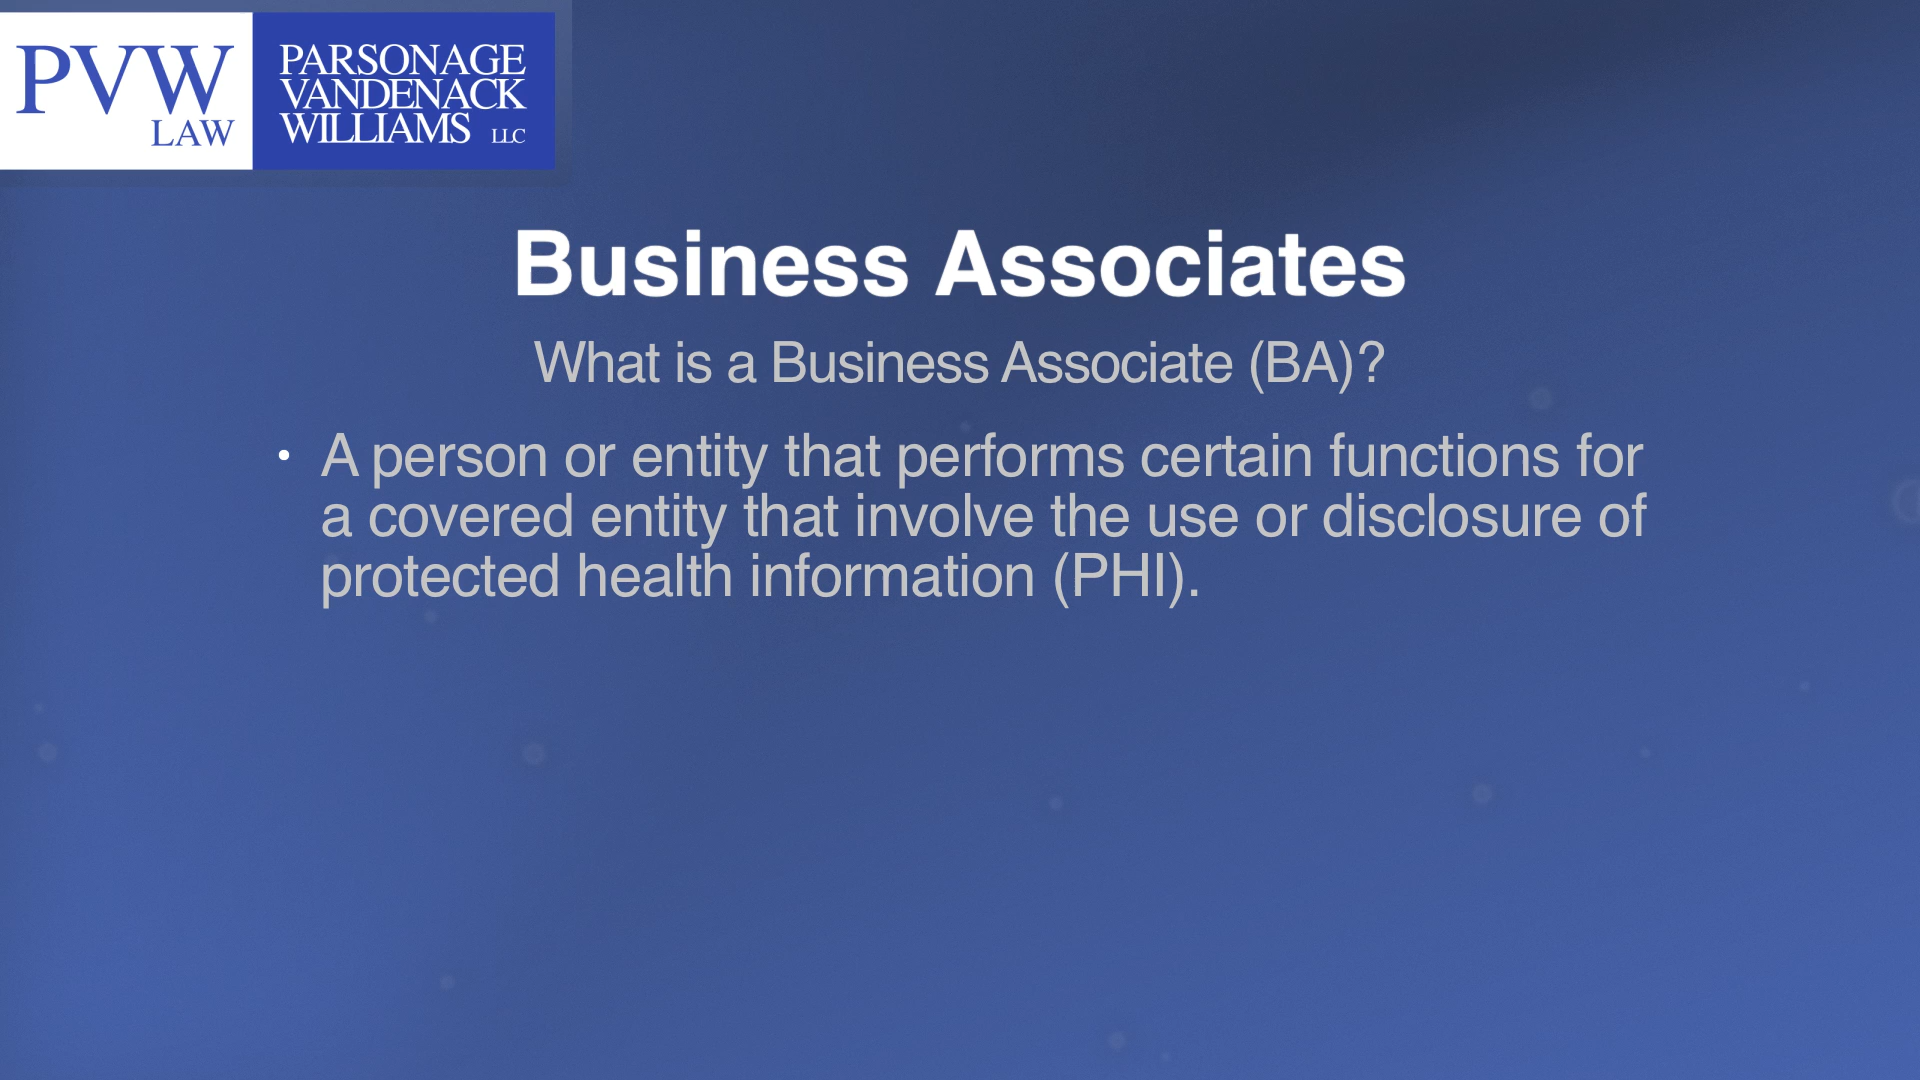 PVW
LAW
PARSONAGE
VANDENACK
WILLIAMS LLC
Business Associates
What is a Business Associate (BA)?
• A person or entity that performs certain functions for
a covered entity that involve the use or disclosure of
protected health information (PHI).